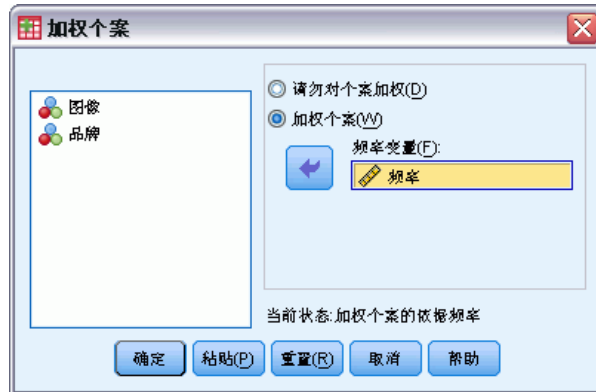 加权个案
图像
品牌
请勿对个案加权(D)
加权个案(W)
频率变量(F):
频率
当前状态:加权个案的依据频率
确定
粘贴(P)
重置(R)
取消
帮助